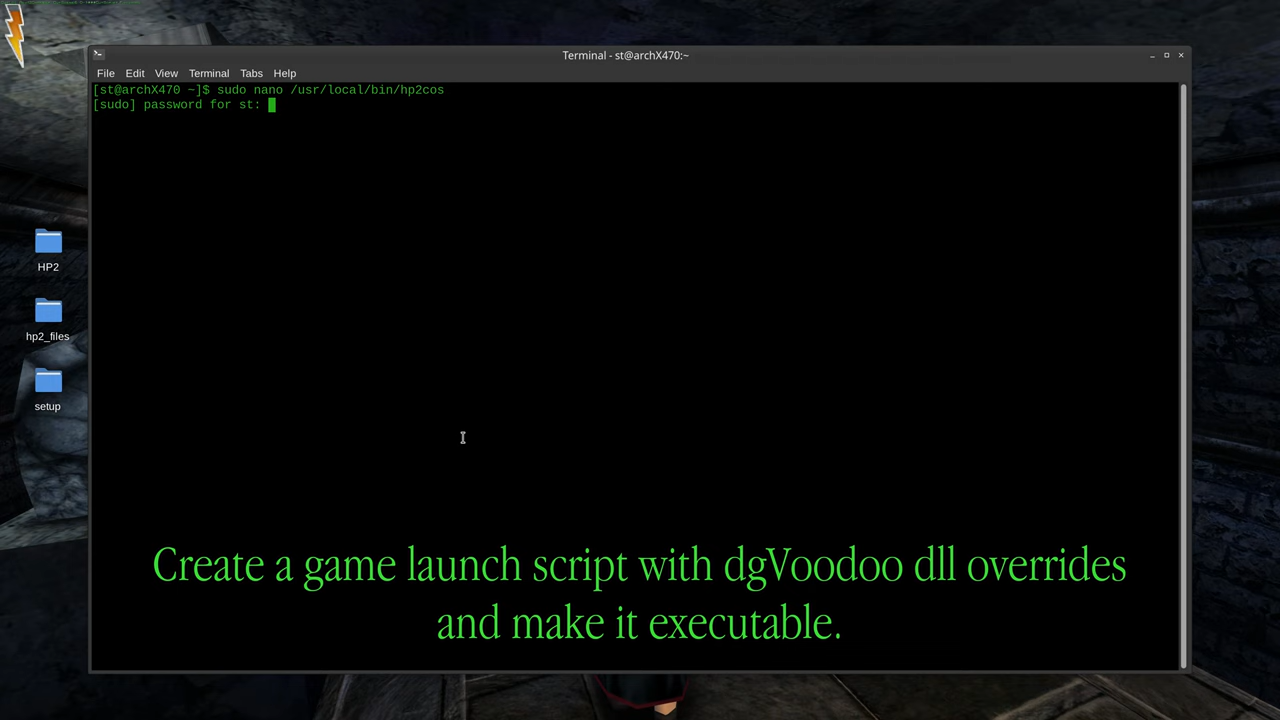 Terminal - st@archX470:~
File Edit View Terminal Tabs Help
[st@archX470 ~]$ sudo nano /usr/local/bin/hp2cos
[sudo] password for st:
HP2
hp2_files
setup
Create a game launch script with dgVoodoo dll overrides
and make it executable.